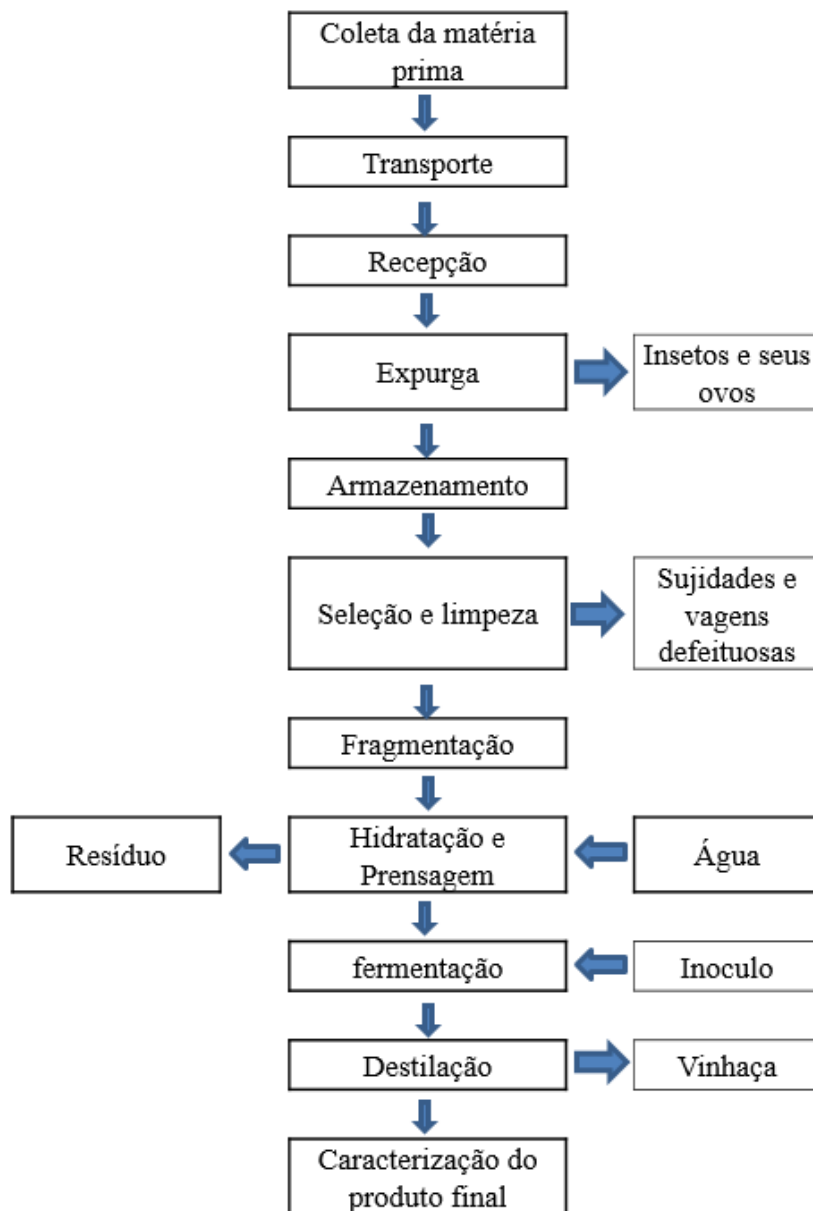 Coleta da matéria
prima
Transporte
Recepção
Expurga
Insetos e seus
ovos
Armazenamento
Seleção e limpeza
Sujidades e
vagens
defeituosas
Fragmentação
Resíduo
Hidratação e
Prensagem
Água
fermentação
Inoculo
Destilação
Vinhaça
Caracterização do
produto final